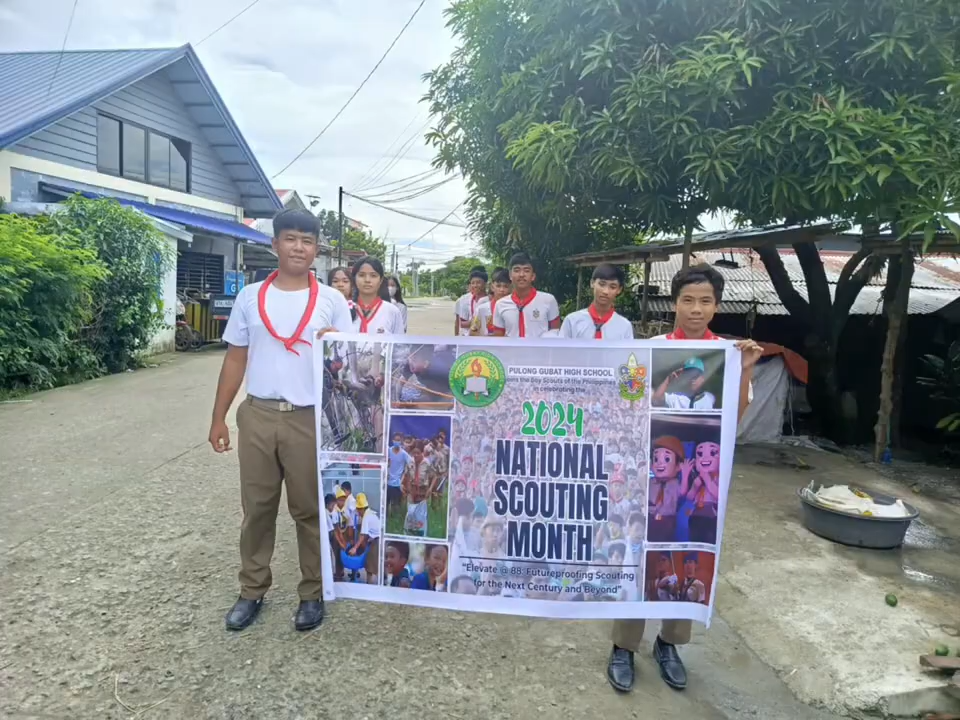 PULONG GUBAT HIGH SCHOOL
joins the Boy Scouts of the Philippines
in celebrating the
2024
NATIONAL
SCOUTING
MONTH
"Elevate @ 88: Futureproofing Scouting
for the Next Century and Beyond"